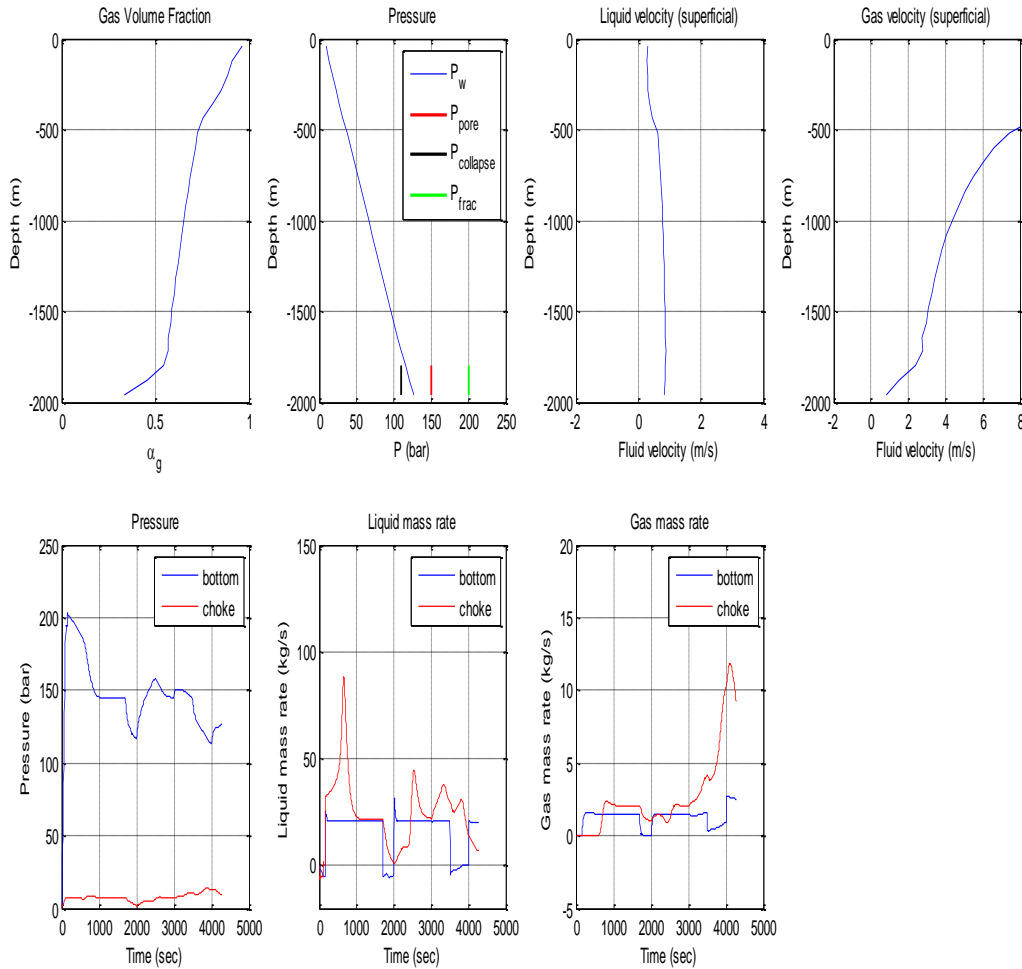 Gas Volume Fraction
0
-500
-1000
-1500
-2000
0
0.5
1
Depth (m)
α_g
Pressure
0
-500
-1000
-1500
-2000
0
50
100
150
200
250
Depth (m)
P (bar)
P_w
P_pore
P_collapse
P_frac
Liquid velocity (superficial)
0
-500
-1000
-1500
-2000
-2
0
2
4
Depth (m)
Fluid velocity (m/s)
Gas velocity (superficial)
0
-500
-1000
-1500
-2000
-2
0
2
4
6
8
Depth (m)
Fluid velocity (m/s)
Pressure
250
200
150
100
50
0
0
1000
2000
3000
4000
5000
Pressure (bar)
Time (sec)
bottom
choke
Liquid mass rate
150
100
50
0
0
1000
2000
3000
4000
5000
Liquid mass rate (kg/s)
Time (sec)
bottom
choke
Gas mass rate
20
15
10
5
0
-5
0
1000
2000
3000
4000
5000
Gas mass rate (kg/s)
Time (sec)
bottom
choke